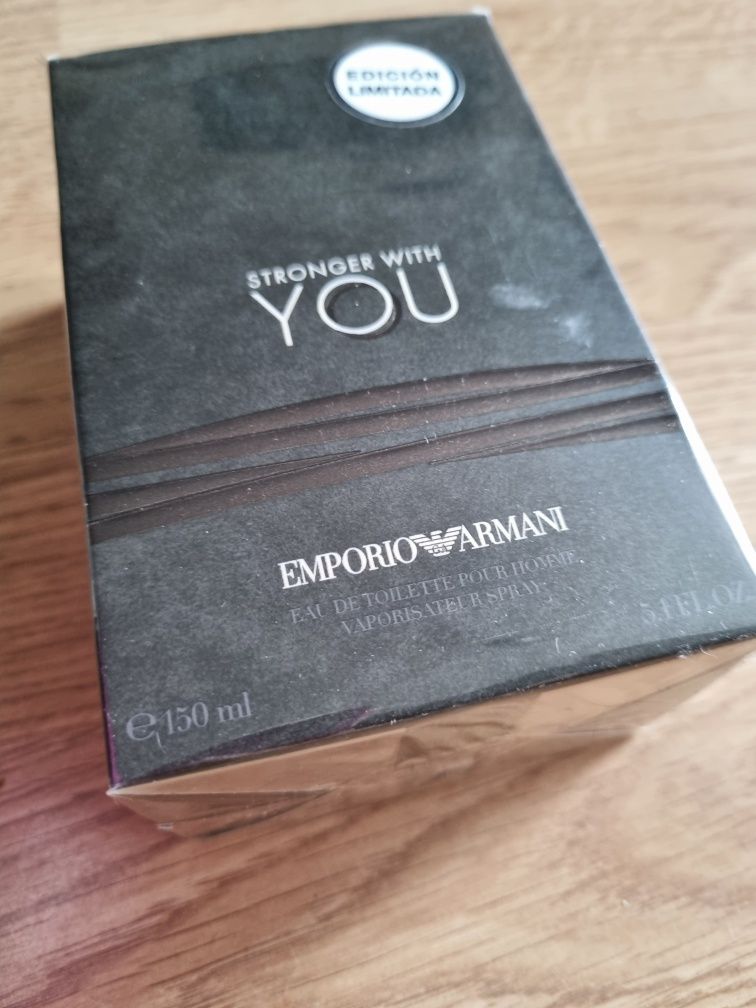 EDICIÓN
LIMITADA
STRONGER WITH
YOU
EMPORIO ARMANI
EAU DE TOILETTE POUR HOMME
VAPORISATEUR SPRAY
℮ 150 ml
5.1 FL.OZ